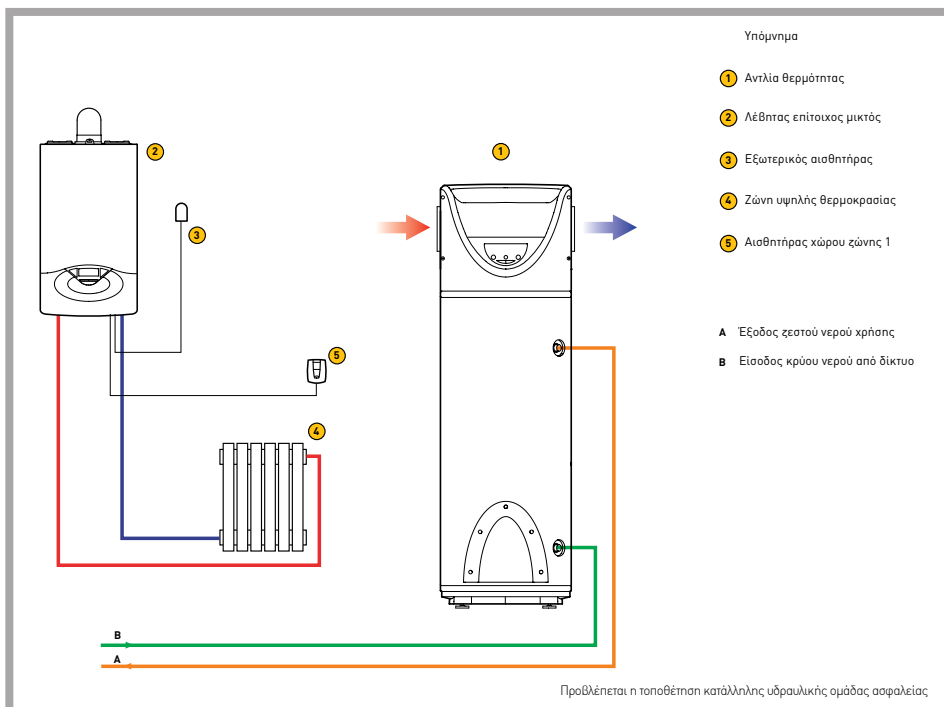 Υπόμνημα
1 Αντλία θερμότητας
2 Λέβητας επίτοιχος μικτός
3 Εξωτερικός αισθητήρας
4 Ζώνη υψηλής θερμοκρασίας
5 Αισθητήρας χώρου ζώνης 1
A Έξοδος ζεστού νερού χρήσης
B Είσοδος κρύου νερού από δίκτυο
2
1
3
5
4
B
A
Προβλέπεται η τοποθέτηση κατάλληλης υδραυλικής ομάδας ασφαλείας